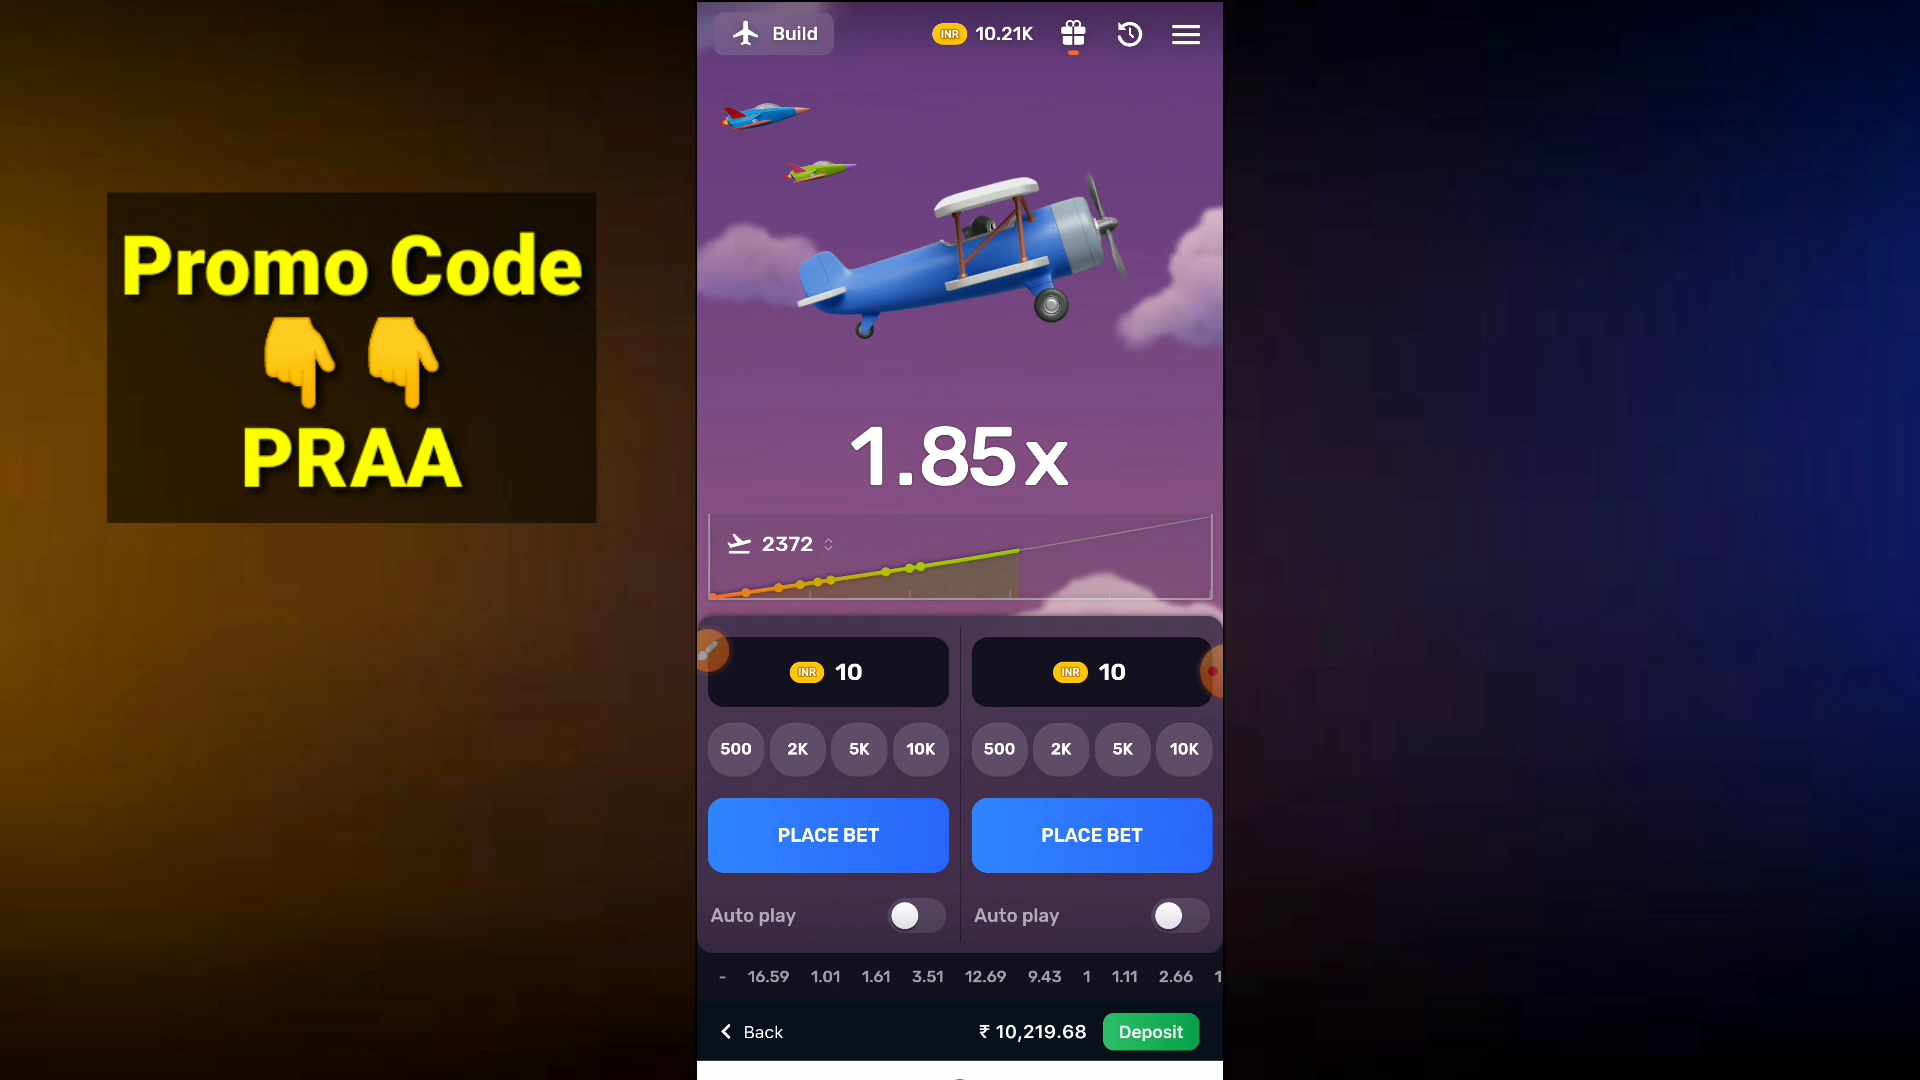 Promo Code
👇👇
PRAA
Build
INR 10.21K
1.85x
2372
INR 10
INR 10
500 2K 5K 10K
500 2K 5K 10K
PLACE BET
PLACE BET
Auto play
Auto play
- 16.59 1.01 1.61 3.51 12.69 9.43 1 1.11 2.66 1
Back
₹ 10,219.68
Deposit